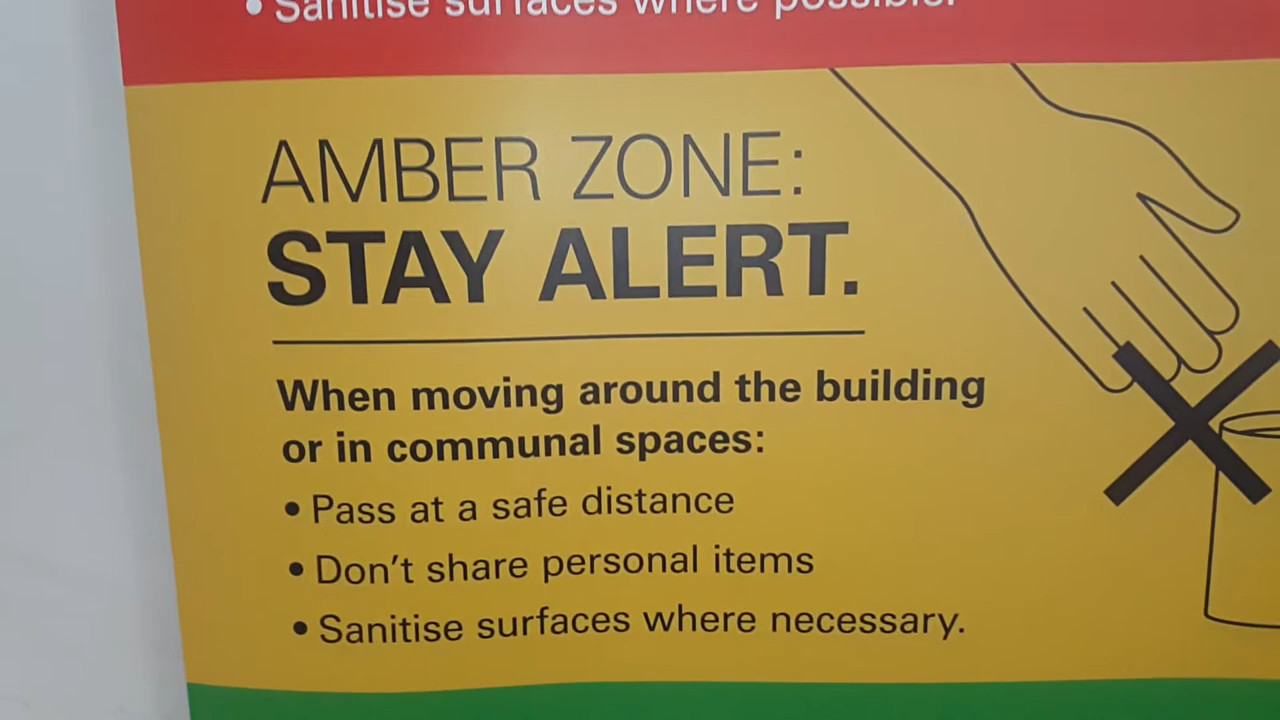 • Sanitise surfaces where possible.
AMBER ZONE:
STAY ALERT.
When moving around the building
or in communal spaces:
• Pass at a safe distance
• Don't share personal items
• Sanitise surfaces where necessary.